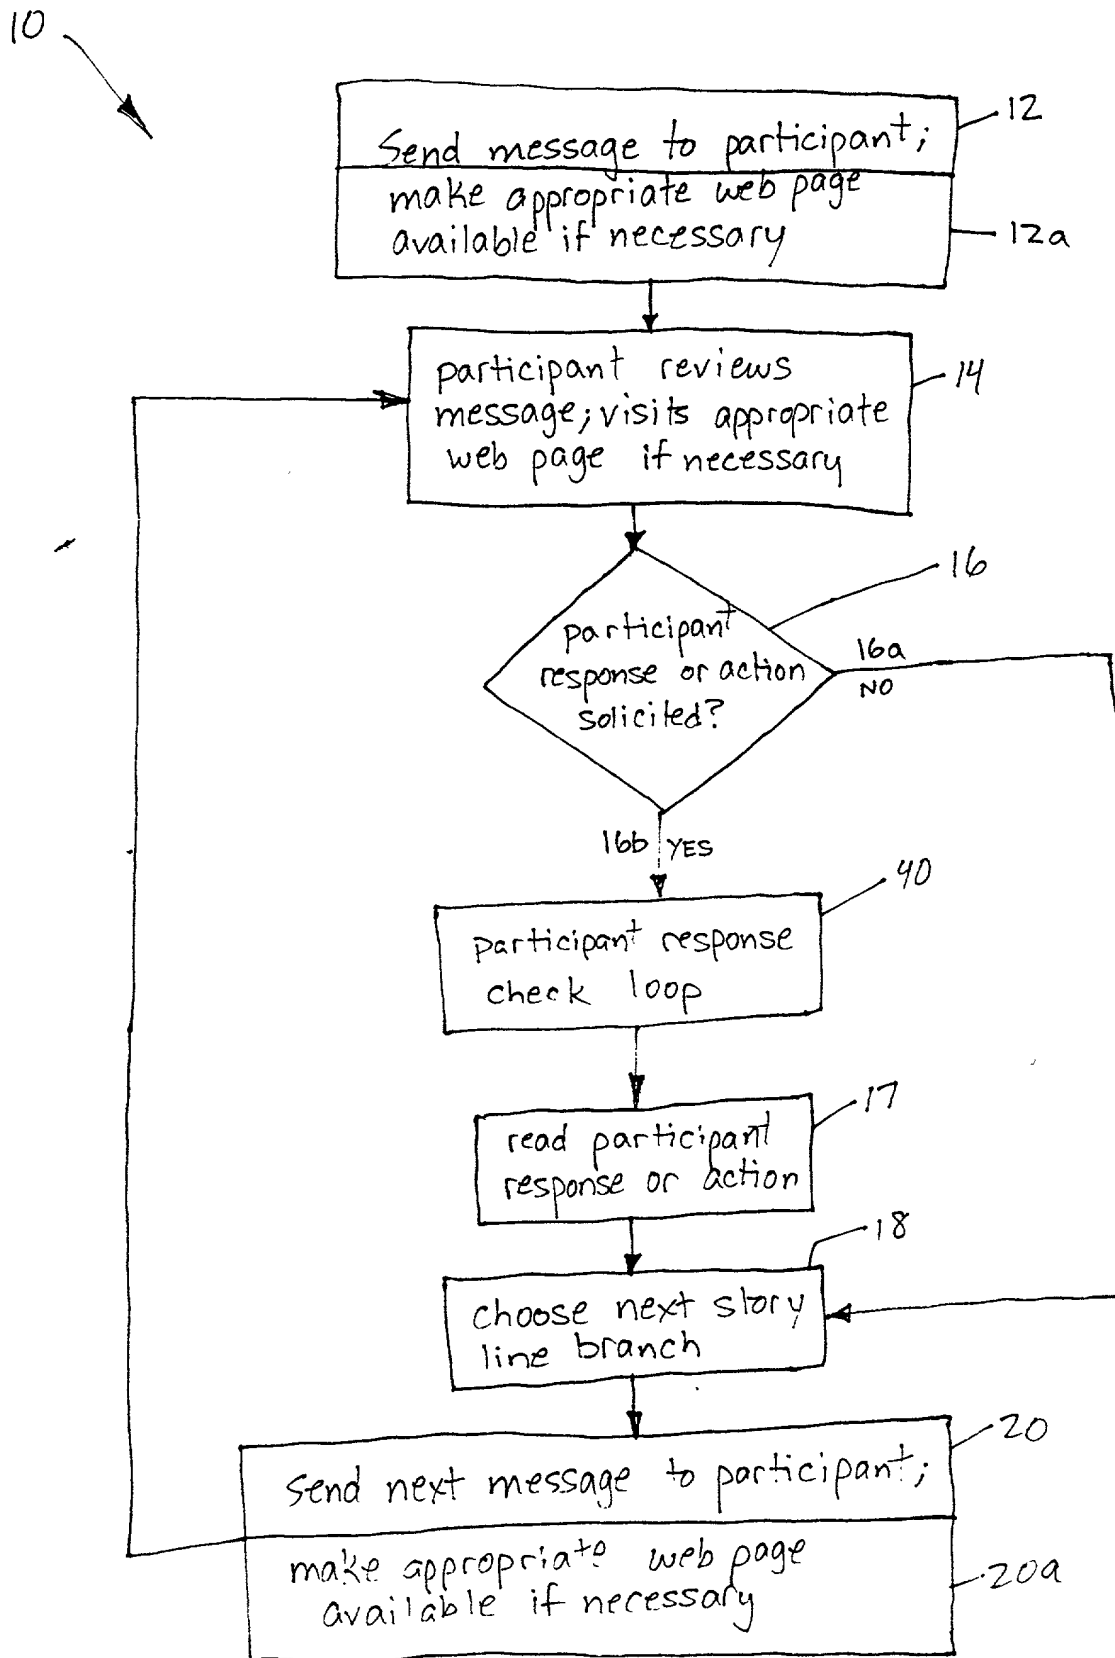 10
12
Send message to participant;
make appropriate web page
available if necessary
12a
participant reviews
message; visits appropriate
web page if necessary
14
16
participant
response or action
solicited?
16a
NO
16b YES
40
participant response
check loop
17
read participant
response or action
18
choose next story
line branch
20
Send next message to participant;
make appropriate web page
available if necessary
20a